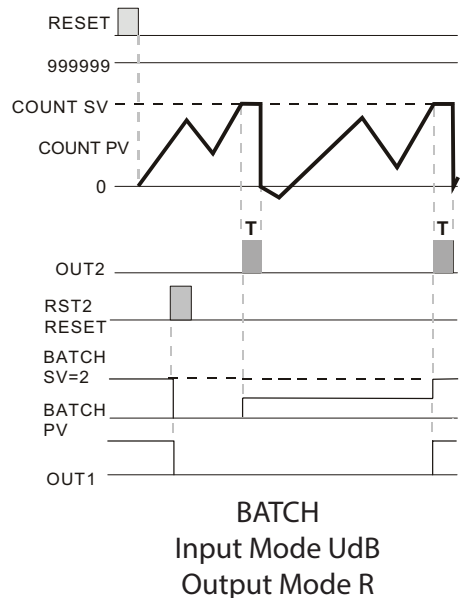 RESET
999999
COUNT SV
COUNT PV
0
T T
OUT2
RST2
RESET
BATCH
SV=2
BATCH
PV
OUT1
BATCH
Input Mode UdB
Output Mode R